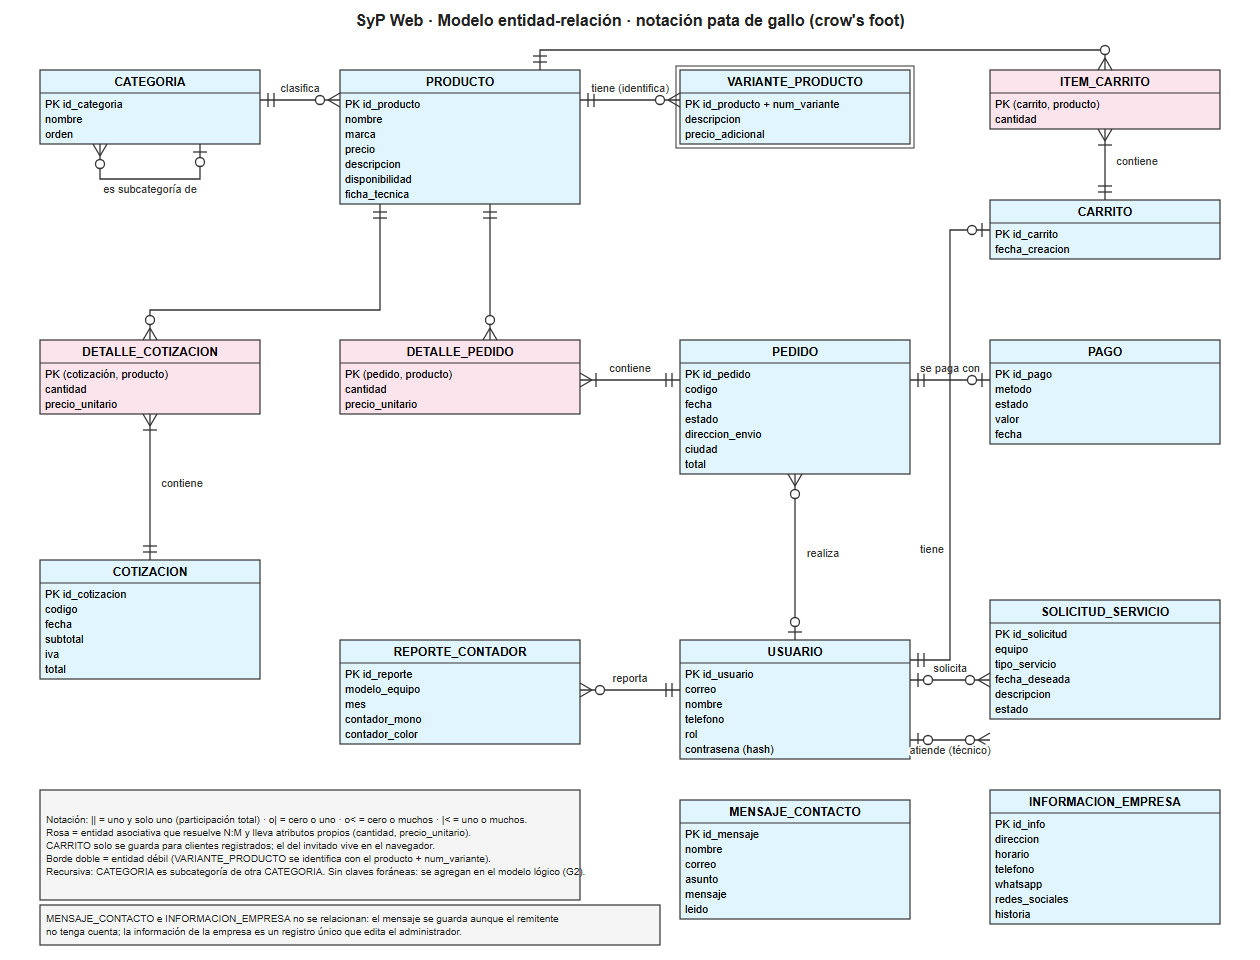 SyP Web · Modelo entidad-relación · notación pata de gallo (crow's foot)
CATEGORIA
PK id_categoria
nombre
orden
clasifica
es subcategoría de
PRODUCTO
PK id_producto
nombre
marca
precio
descripcion
disponibilidad
ficha_tecnica
tiene (identifica)
VARIANTE_PRODUCTO
PK id_producto + num_variante
descripcion
precio_adicional
ITEM_CARRITO
PK (carrito, producto)
cantidad
contiene
CARRITO
PK id_carrito
fecha_creacion
DETALLE_COTIZACION
PK (cotización, producto)
cantidad
precio_unitario
contiene
DETALLE_PEDIDO
PK (pedido, producto)
cantidad
precio_unitario
contiene
PEDIDO
PK id_pedido
codigo
fecha
estado
direccion_envio
ciudad
total
se paga con
PAGO
PK id_pago
metodo
estado
valor
fecha
realiza
tiene
COTIZACION
PK id_cotizacion
codigo
fecha
subtotal
iva
total
REPORTE_CONTADOR
PK id_reporte
modelo_equipo
mes
contador_mono
contador_color
reporta
USUARIO
PK id_usuario
correo
nombre
telefono
rol
contrasena (hash)
solicita
atiende (técnico)
SOLICITUD_SERVICIO
PK id_solicitud
equipo
tipo_servicio
fecha_deseada
descripcion
estado
Notación: || = uno y solo uno (participación total) · o| = cero o uno · o< = cero o muchos · |< = uno o muchos.
Rosa = entidad asociativa que resuelve N:M y lleva atributos propios (cantidad, precio_unitario).
CARRITO solo se guarda para clientes registrados; el del invitado vive en el navegador.
Borde doble = entidad débil (VARIANTE_PRODUCTO se identifica con el producto + num_variante).
Recursiva: CATEGORIA es subcategoría de otra CATEGORIA. Sin claves foráneas: se agregan en el modelo lógico (G2).
MENSAJE_CONTACTO e INFORMACION_EMPRESA no se relacionan: el mensaje se guarda aunque el remitente
no tenga cuenta; la información de la empresa es un registro único que edita el administrador.
MENSAJE_CONTACTO
PK id_mensaje
nombre
correo
asunto
mensaje
leido
INFORMACION_EMPRESA
PK id_info
direccion
horario
telefono
whatsapp
redes_sociales
historia